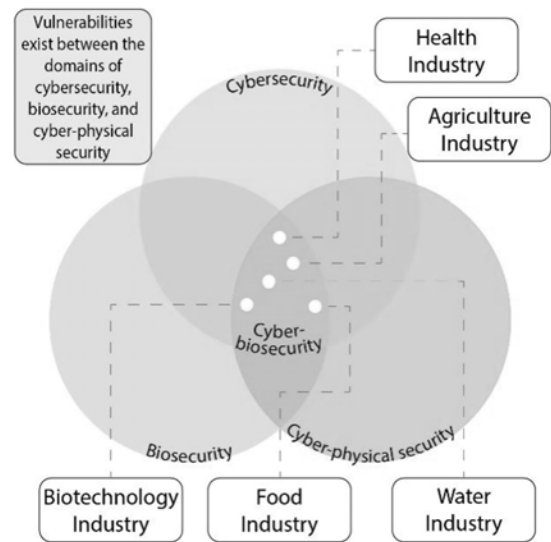 Vulnerabilities
exist between the
domains of
cybersecurity,
biosecurity, and
cyber-physical
security
Health
Industry
Cybersecurity
Agriculture
Industry
Cyber-
biosecurity
Biosecurity
Cyber-physical security
Biotechnology
Industry
Food
Industry
Water
Industry